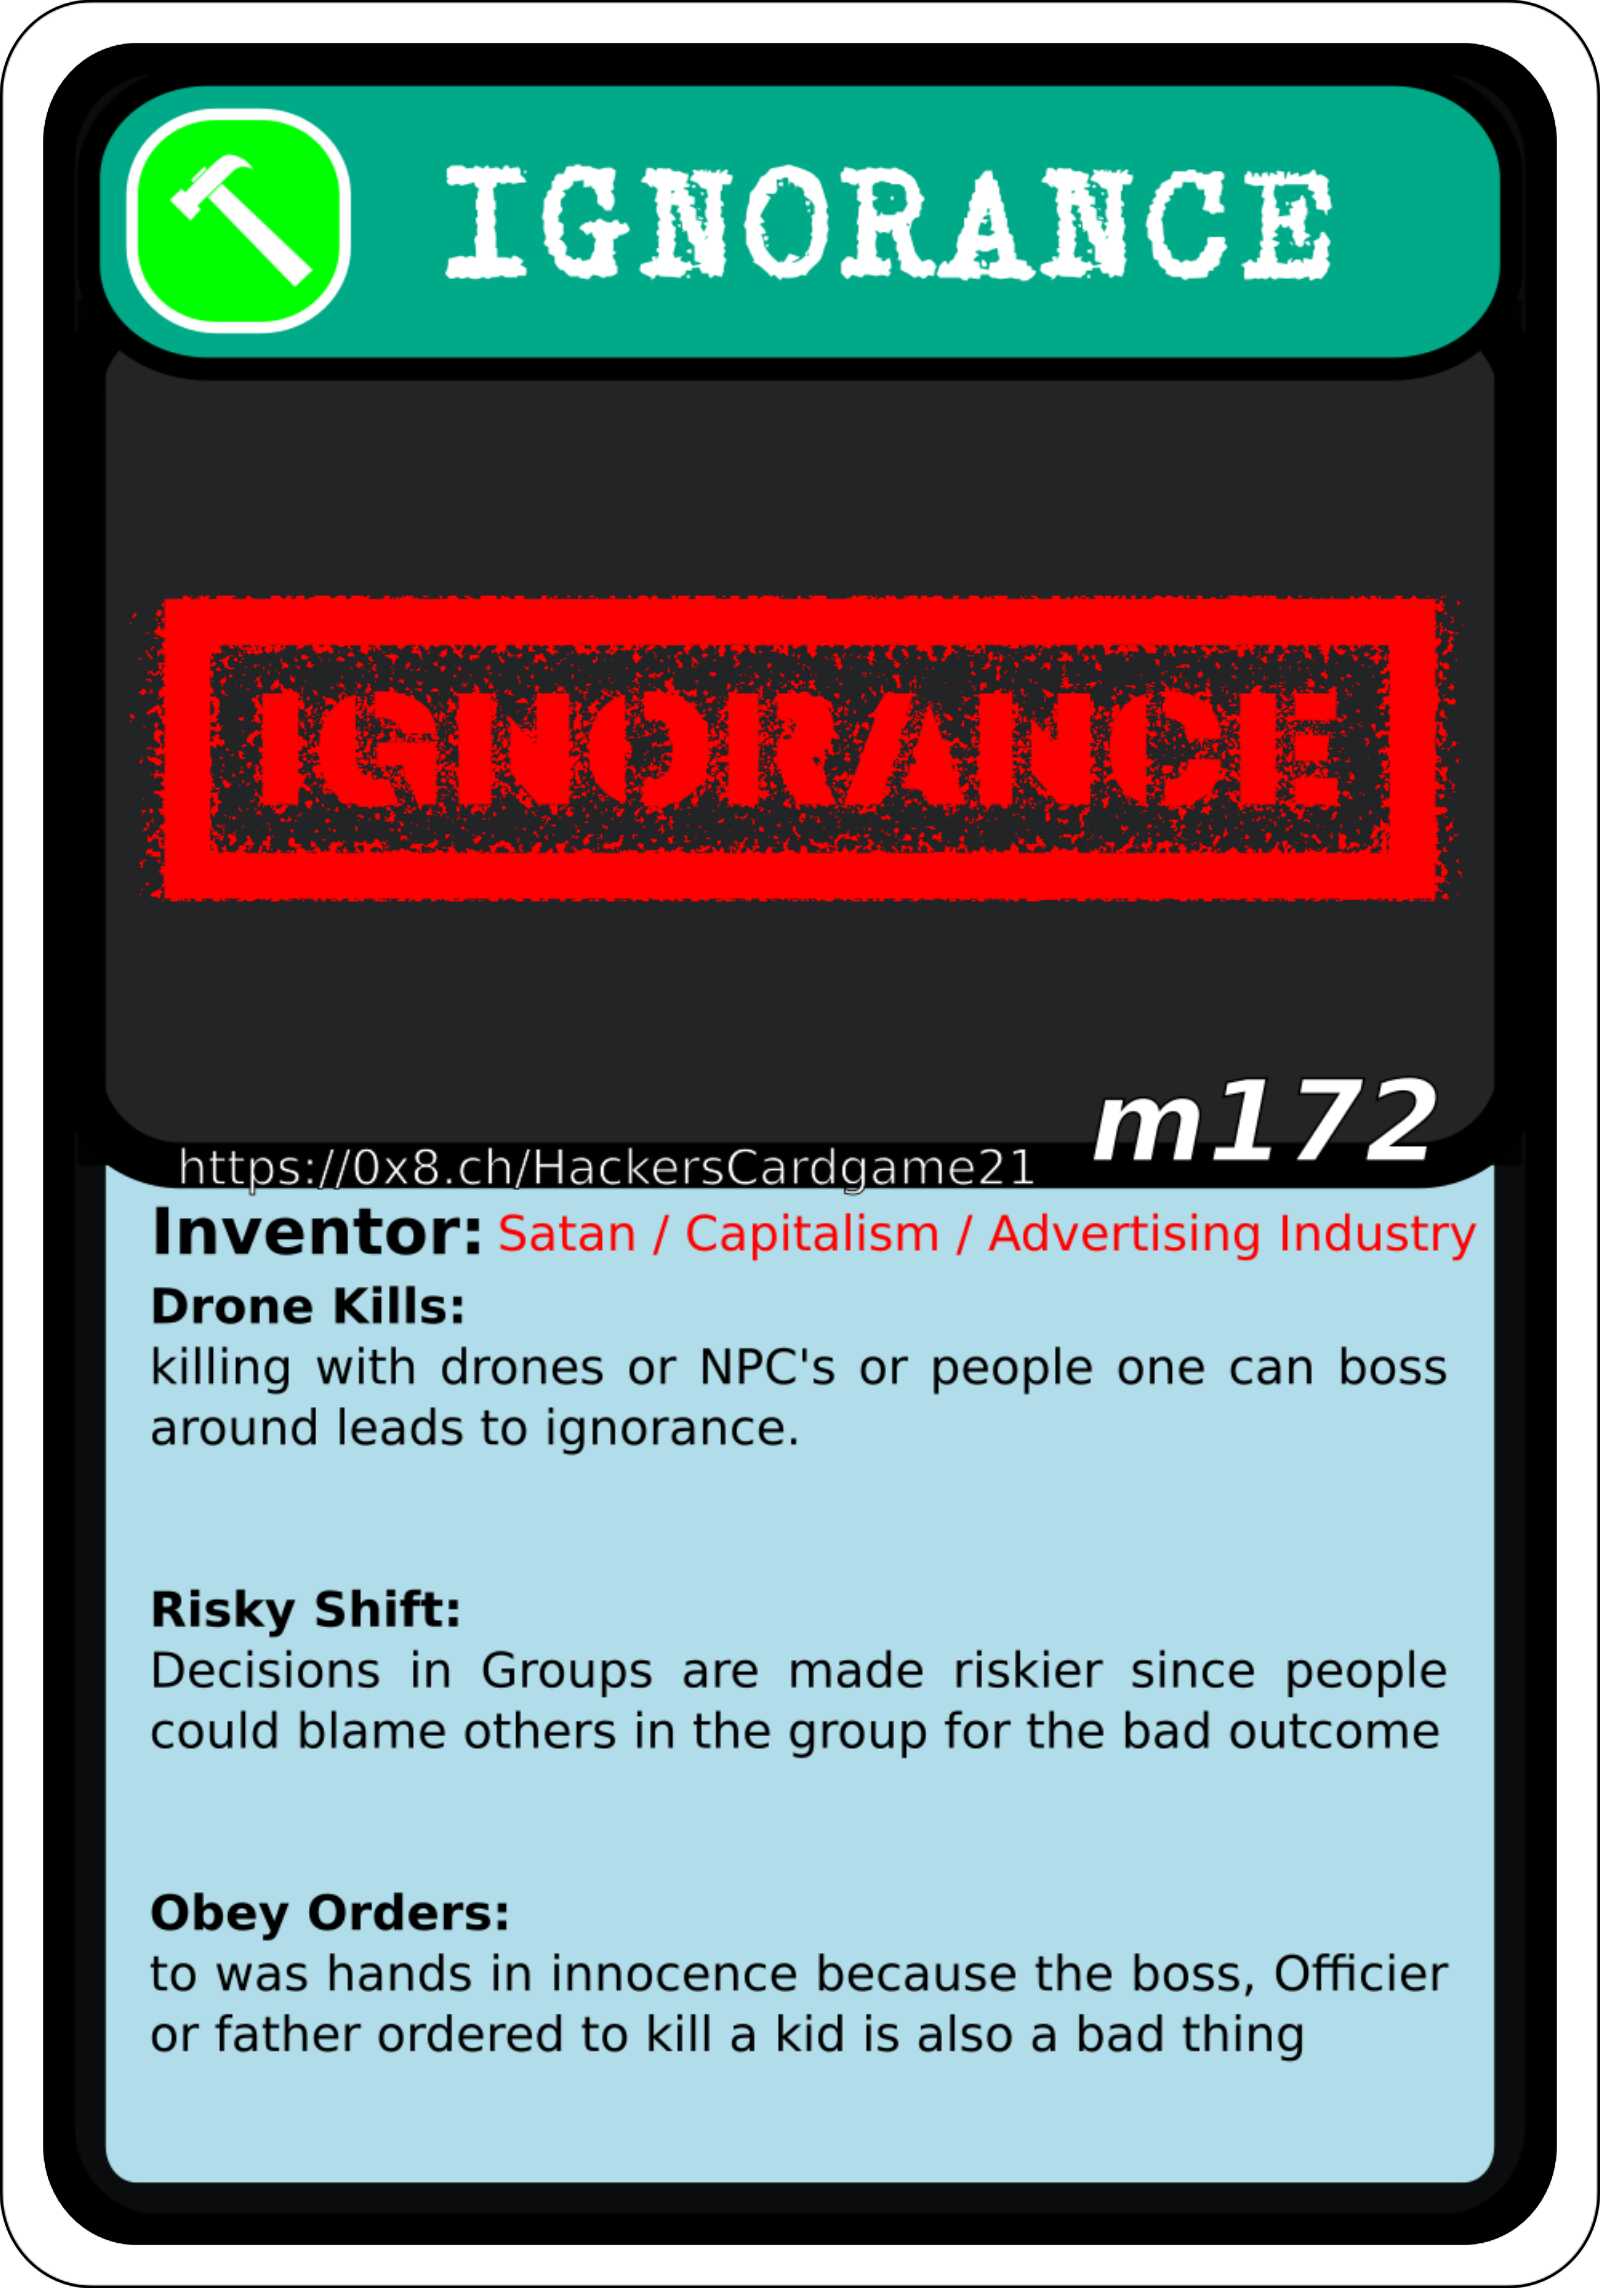 IGNORANCE
IGNORANCE
m172
https://0x8.ch/HackersCardgame21
Inventor: Satan / Capitalism / Advertising Industry
Drone Kills:
killing with drones or NPC's or people one can boss
around leads to ignorance.
Risky Shift:
Decisions in Groups are made riskier since people
could blame others in the group for the bad outcome
Obey Orders:
to was hands in innocence because the boss, Officier
or father ordered to kill a kid is also a bad thing